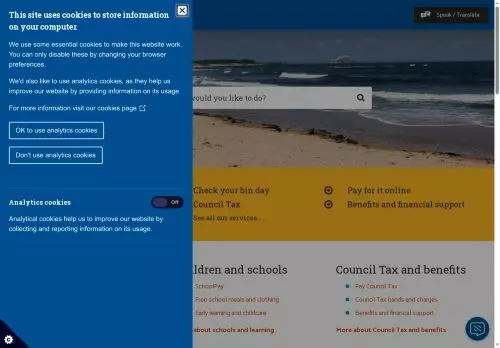 This site uses cookies to store information
on your computer.
We use some essential cookies to make this website work.
You can only disable these by changing your browser
preferences.
We'd also like to use analytics cookies, as they help us
improve our website by providing information on its usage.
For more information visit our cookies page
OK to use analytics cookies
Don't use analytics cookies
Analytics cookies
Off
Analytical cookies help us to improve our website by
collecting and reporting information on its usage.
Speak / Translate
would you like to do?
Check your bin day
Pay for it online
Council Tax
Benefits and financial support
See all our services...
ldren and schools
SchoolPay
Free school meals and clothing
Early learning and childcare
about schools and learning
Council Tax and benefits
Pay Council Tax
Council Tax bands and charges
Benefits and financial support
More about Council Tax and benefits